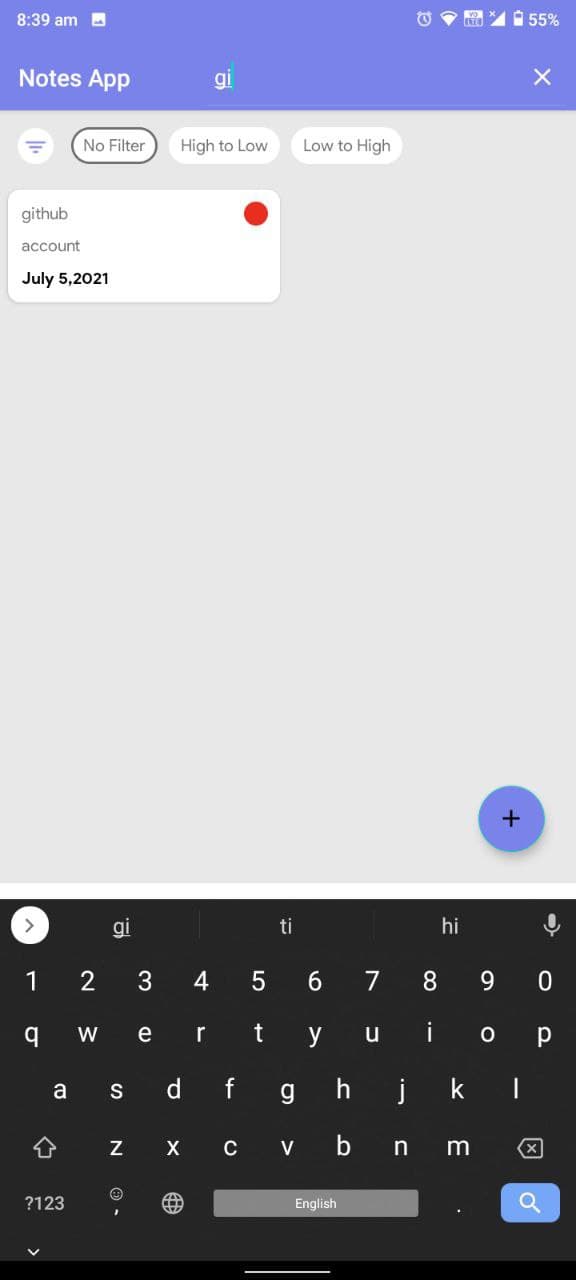 8:39 am 55%
Notes App gi
No Filter High to Low Low to High
github
account
July 5,2021
+
gi ti hi
1 2 3 4 5 6 7 8 9 0
q w e r t y u i o p
a s d f g h j k l
z x c v b n m
?123 , English .